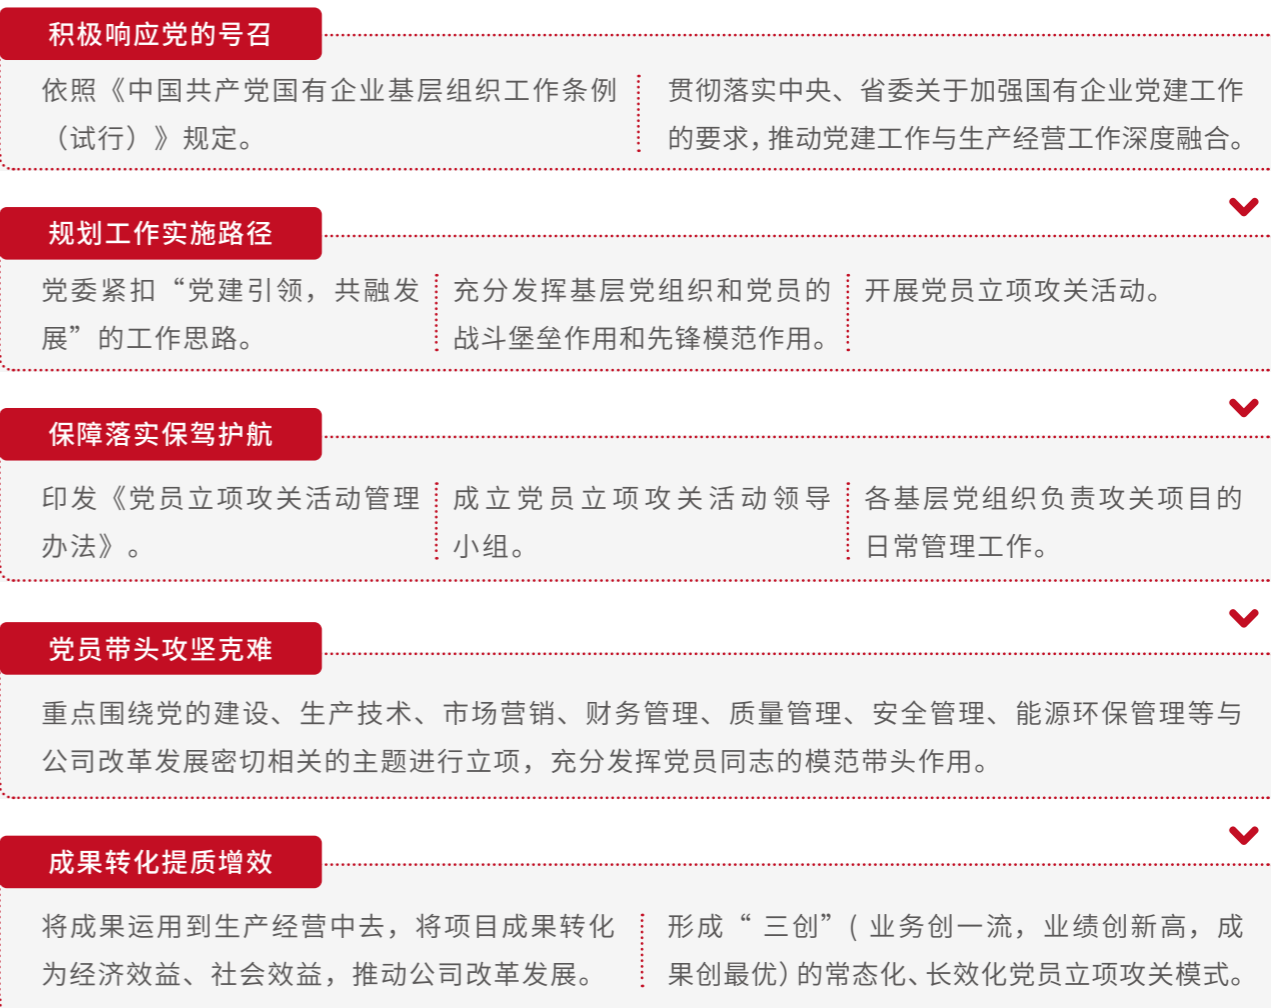 积极响应党的号召
依照《中国共产党国有企业基层组织工作条例
（试行）》规定。
贯彻落实中央、省委关于加强国有企业党建工作
的要求，推动党建工作与生产经营工作深度融合。
规划工作实施路径
党委紧扣“党建引领，共融发
展”的工作思路。
充分发挥基层党组织和党员的
战斗堡垒作用和先锋模范作用。
开展党员立项攻关活动。
保障落实保驾护航
印发《党员立项攻关活动管理
办法》。
成立党员立项攻关活动领导
小组。
各基层党组织负责攻关项目的
日常管理工作。
党员带头攻坚克难
重点围绕党的建设、生产技术、市场营销、财务管理、质量管理、安全管理、能源环保管理等与
公司改革发展密切相关的主题进行立项，充分发挥党员同志的模范带头作用。
成果转化提质增效
将成果运用到生产经营中去，将项目成果转化
为经济效益、社会效益，推动公司改革发展。
形成“ 三创”( 业务创一流，业绩创新高，成
果创最优）的常态化、长效化党员立项攻关模式。